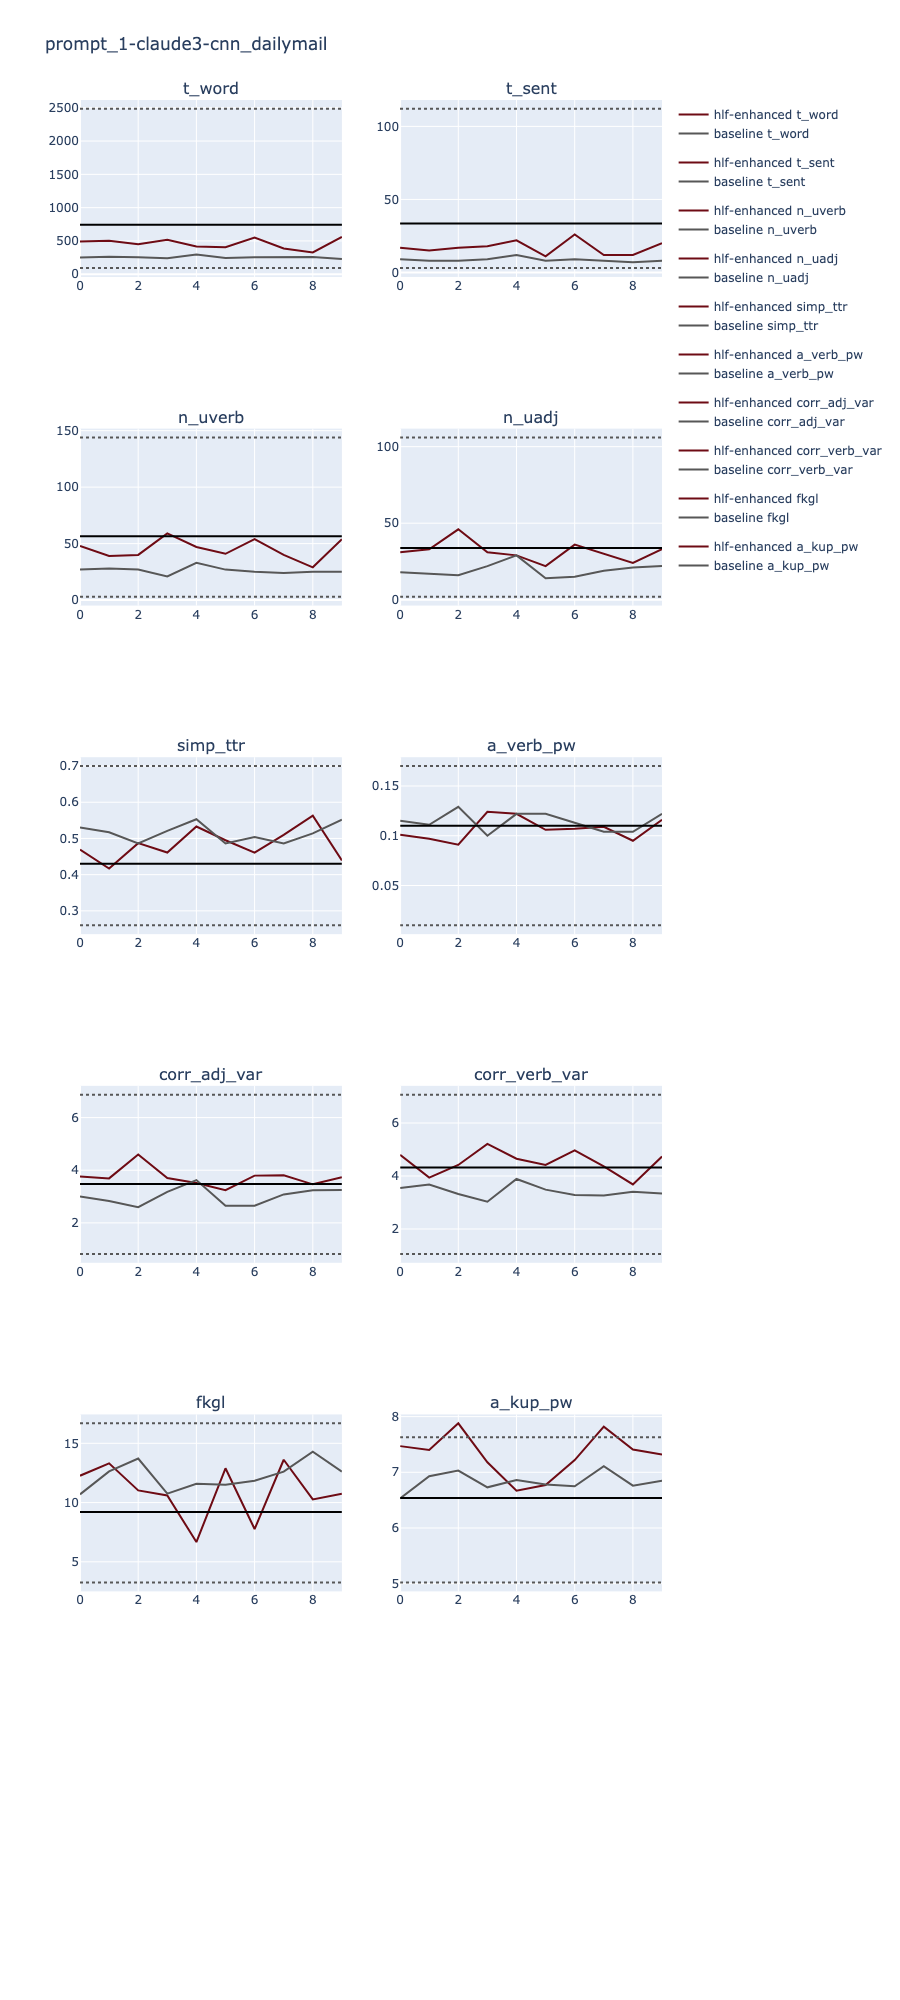 prompt_1-claude3-cnn_dailymail
t_word
2500
2000
1500
1000
500
0
0 2 4 6 8
t_sent
100
50
0
0 2 4 6 8
hlf-enhanced t_word
baseline t_word
hlf-enhanced t_sent
baseline t_sent
hlf-enhanced n_uverb
baseline n_uverb
hlf-enhanced n_uadj
baseline n_uadj
hlf-enhanced simp_ttr
baseline simp_ttr
hlf-enhanced a_verb_pw
baseline a_verb_pw
hlf-enhanced corr_adj_var
baseline corr_adj_var
hlf-enhanced corr_verb_var
baseline corr_verb_var
hlf-enhanced fkgl
baseline fkgl
hlf-enhanced a_kup_pw
baseline a_kup_pw
n_uverb
150
100
50
0
0 2 4 6 8
n_uadj
100
50
0
0 2 4 6 8
simp_ttr
0.7
0.6
0.5
0.4
0.3
0 2 4 6 8
a_verb_pw
0.15
0.1
0.05
0 2 4 6 8
corr_adj_var
6
4
2
0 2 4 6 8
corr_verb_var
6
4
2
0 2 4 6 8
fkgl
15
10
5
0 2 4 6 8
a_kup_pw
8
7
6
5
0 2 4 6 8